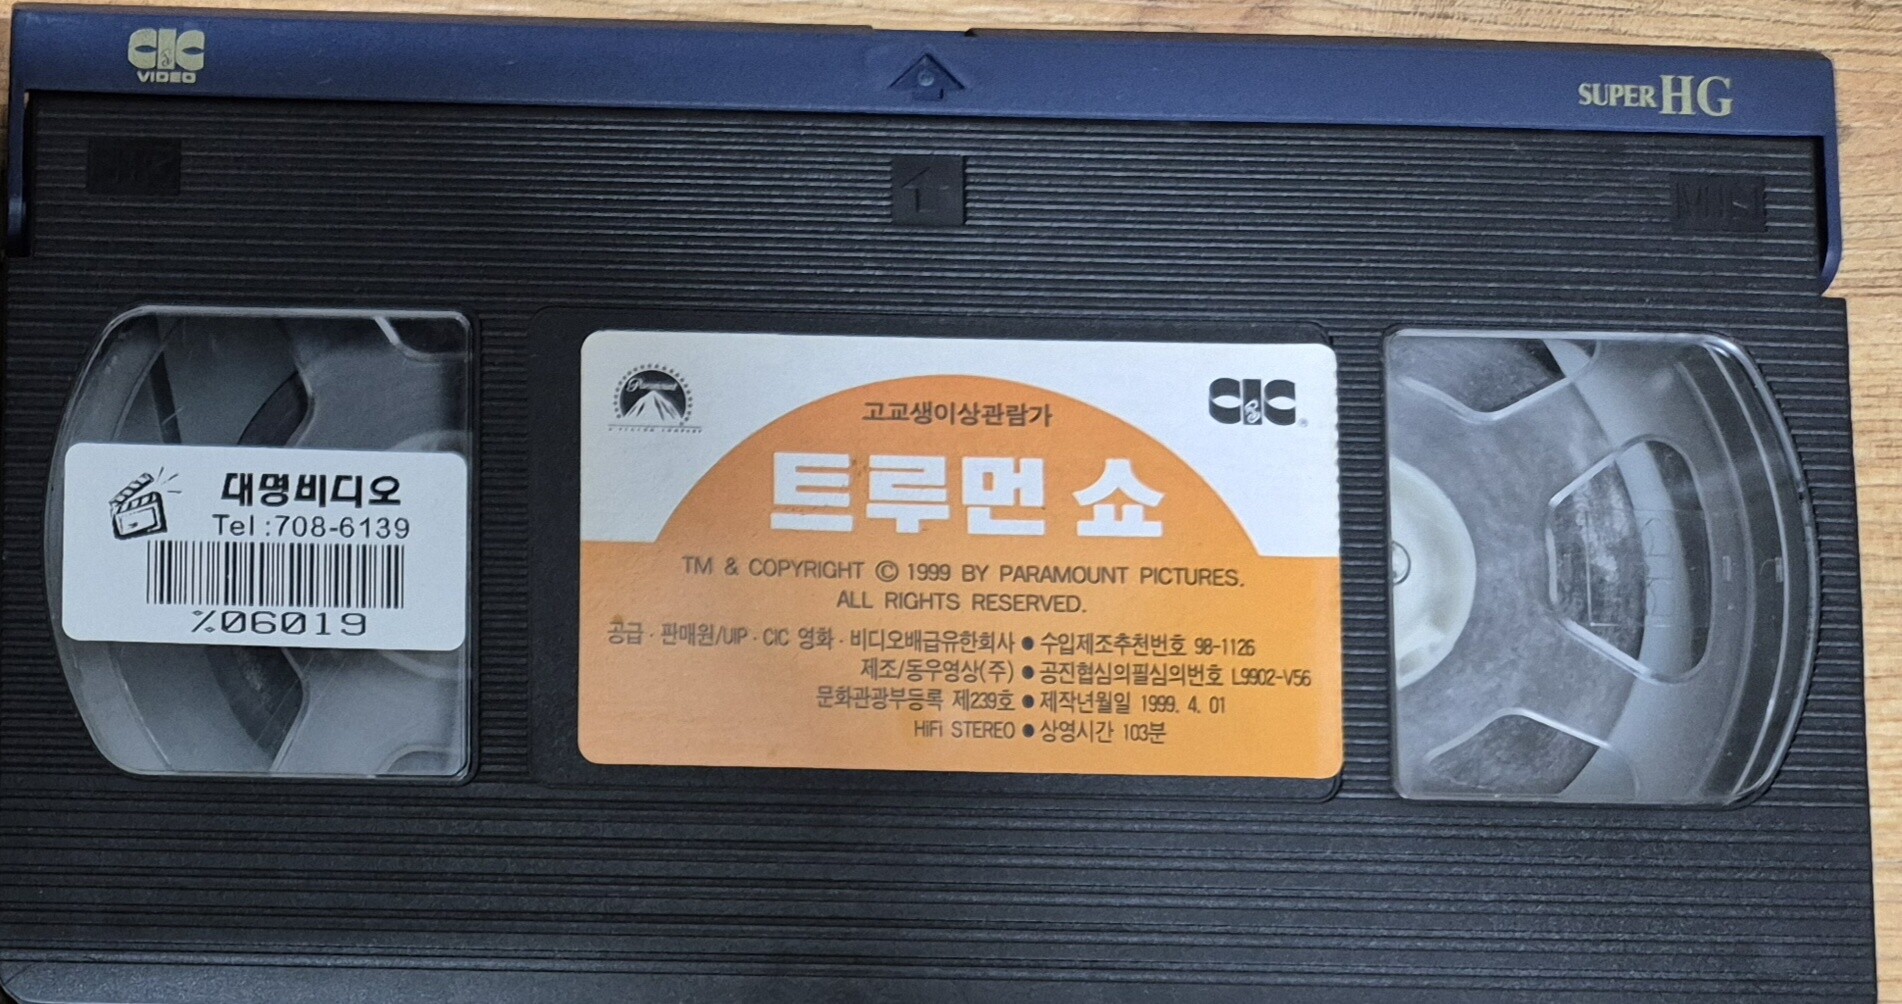 CIC
VIDEO
SUPER HG
VHS
대명비디오
Tel:708-6139
%06019
Paramount
CIC
고교생이상관람가
트루먼 쇼
TM & COPYRIGHT © 1999 BY PARAMOUNT PICTURES.
ALL RIGHTS RESERVED.
공급·판매원/UIP·CIC 영화·비디오배급유한회사 ● 수입제조추천번호 98-1126
제조/동우영상(주) ● 공진협심의필심의번호 L9902-V56
문화관광부등록 제239호 ● 제작년월일 1999. 4. 01
HiFi STEREO ● 상영시간 103분